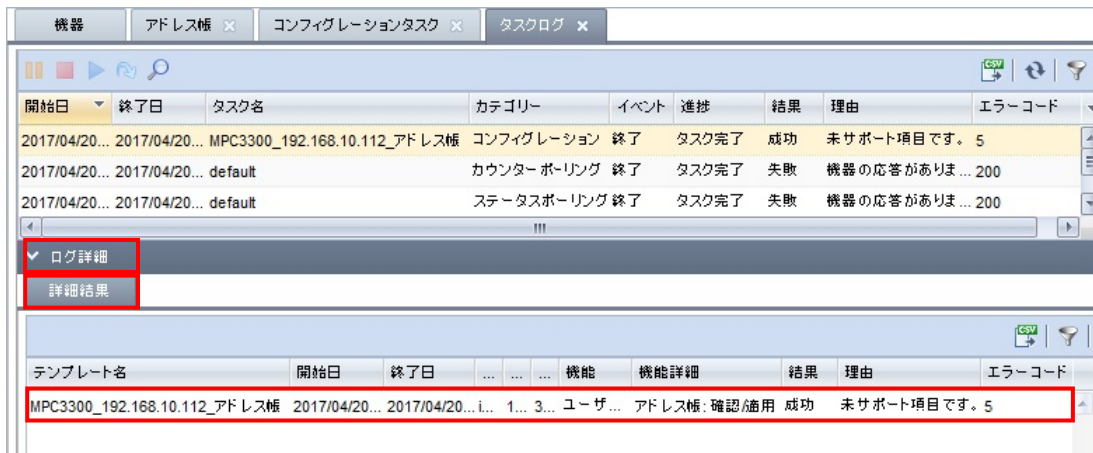 機器 アドレス帳 コンフィグレーションタスク タスクログ
CSV
開始日 終了日 タスク名 カテゴリー イベント 進捗 結果 理由 エラーコード
2017/04/20... 2017/04/20... MPC3300_192.168.10.112_アドレス帳 コンフィグレーション 終了 タスク完了 成功 未サポート項目です。 5
2017/04/20... 2017/04/20... default カウンターポーリング 終了 タスク完了 失敗 機器の応答がありま... 200
2017/04/20... 2017/04/20... default ステータスポーリング 終了 タスク完了 失敗 機器の応答がありま... 200
ログ詳細
詳細結果
CSV
テンプレート名 開始日 終了日 ... ... ... 機能 機能詳細 結果 理由 エラーコード
MPC3300_192.168.10.112_アドレス帳 2017/04/20... 2017/04/20... i... 1... 3... ユーザ... アドレス帳: 確認/適用 成功 未サポート項目です。 5